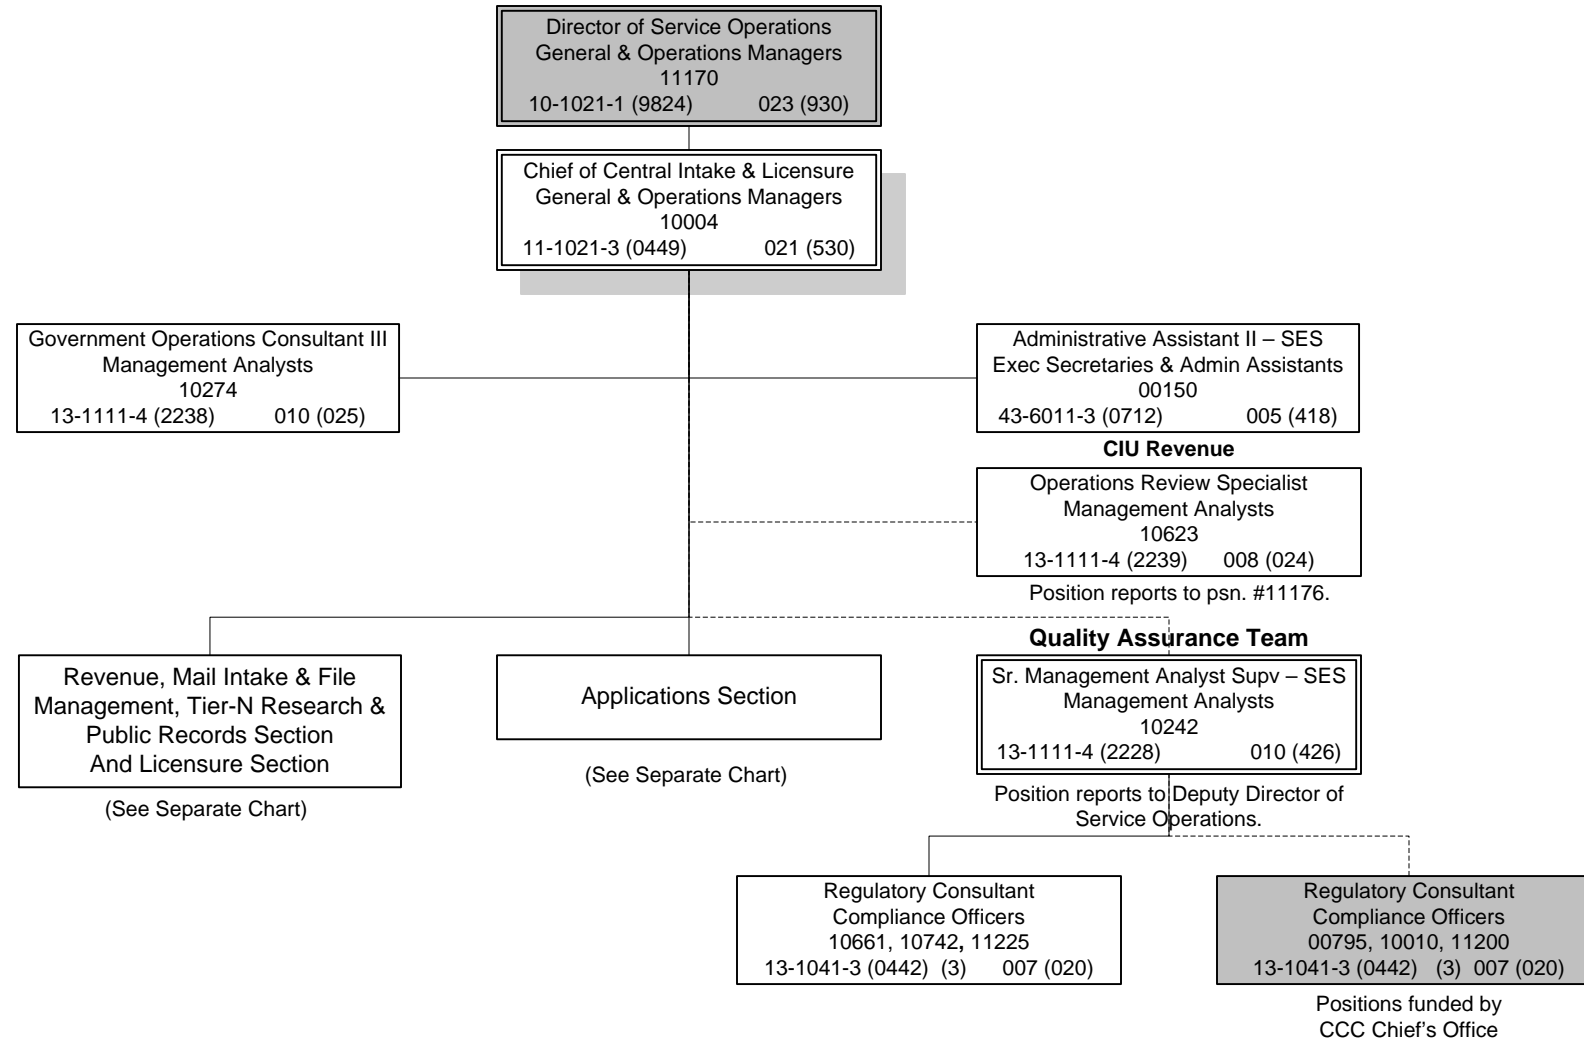 Director of Service Operations
General & Operations Managers
11170
10-1021-1 (9824) 023 (930)
Chief of Central Intake & Licensure
General & Operations Managers
10004
11-1021-3 (0449) 021 (530)
Government Operations Consultant III
Management Analysts
10274
13-1111-4 (2238) 010 (025)
Administrative Assistant II – SES
Exec Secretaries & Admin Assistants
00150
43-6011-3 (0712) 005 (418)
CIU Revenue
Operations Review Specialist
Management Analysts
10623
13-1111-4 (2239) 008 (024)
Position reports to psn. #11176.
Revenue, Mail Intake & File
Management, Tier-N Research &
Public Records Section
And Licensure Section
(See Separate Chart)
Applications Section
(See Separate Chart)
Quality Assurance Team
Sr. Management Analyst Supv – SES
Management Analysts
10242
13-1111-4 (2228) 010 (426)
Position reports to Deputy Director of
Service Operations.
Regulatory Consultant
Compliance Officers
10661, 10742, 11225
13-1041-3 (0442) (3) 007 (020)
Regulatory Consultant
Compliance Officers
00795, 10010, 11200
13-1041-3 (0442) (3) 007 (020)
Positions funded by
CCC Chief's Office